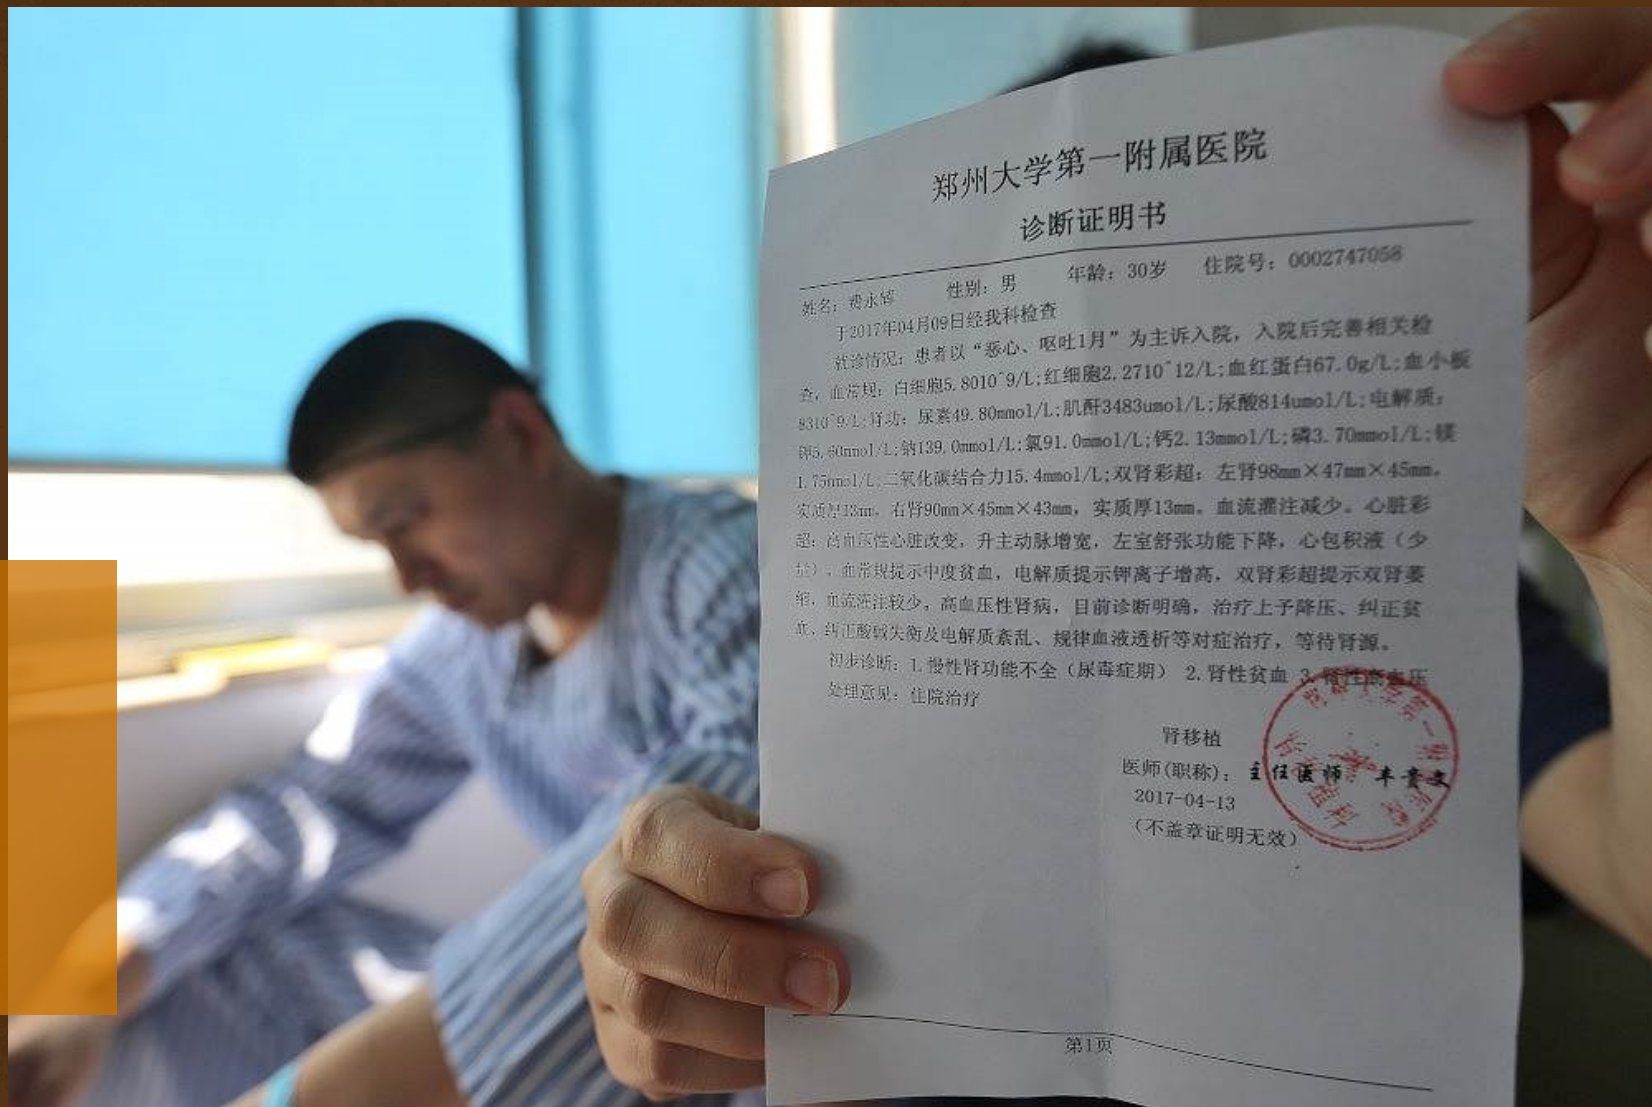 郑州大学第一附属医院
诊断证明书
姓名：费永 性别：男 年龄：30岁 住院号：0002747058
于2017年04月09日经我科检查
就诊情况：患者以“恶心、呕吐1月”为主诉入院，入院后完善相关检
查，血常规：白细胞5.8010^9/L;红细胞2.2710^12/L;血红蛋白67.0g/L;血小板
8310^9/L;肾功：尿素49.80mmol/L;肌酐3483umol/L;尿酸814umol/L;电解质：
钾5.60mmol/L;钠139.0mmol/L;氯91.0mmol/L;钙2.13mmol/L;磷3.70mmol/L;镁
1.75mmol/L;二氧化碳结合力15.4mmol/L;双肾彩超：左肾98mm×47mm×45mm，
实质厚13mm，右肾90mm×45mm×43mm，实质厚13mm。血流灌注减少。心脏彩
超：高血压性心脏改变，升主动脉增宽，左室舒张功能下降，心包积液（少
量），血常规提示中度贫血，电解质提示钾离子增高，双肾彩超提示双肾萎
缩，血流灌注较少，高血压性肾病，目前诊断明确，治疗上予降压、纠正贫
血，纠正酸碱失衡及电解质紊乱、规律血液透析等对症治疗，等待肾源。
初步诊断：1.慢性肾功能不全（尿毒症期） 2.肾性贫血 3.肾性高血压
处理意见：住院治疗
肾移植
医师(职称)：主任医师 丰贵文
2017-04-13
（不盖章证明无效）
第1页